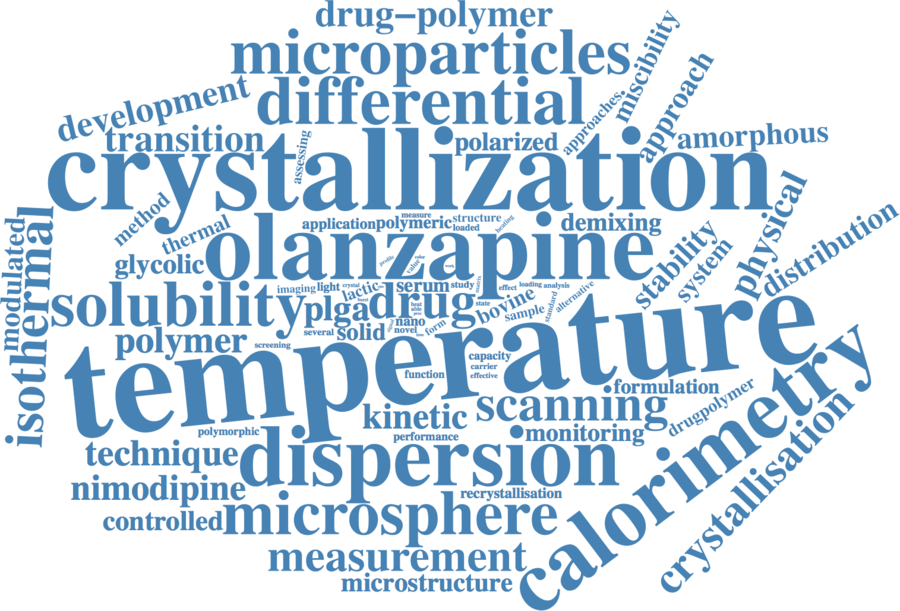 drug–polymer
microparticles
miscibility
differential
development
approaches
approach
transition
assessing
polarized
amorphous
crystallization
method
thermal
application
polymeric
measure
structure
loaded
heating
demixing
physical
olanzapine
glycolic
stability
system
distribution
modulated
isothermal
imaging
light
crystal
lactic-
serum
study
effect
loading
analysis
solubility
plga
drug
state
bovine
sample
standard
alternative
several
solid
nano
novel
form
polymer
screening
temperature
capacity
carrier
effective
function
formulation
drugpolymer
kinetic
scanning
polymorphic
performance
monitoring
calorimetry
technique
dispersion
crystallisation
nimodipine
recrystallisation
controlled
microsphere
measurement
microstructure